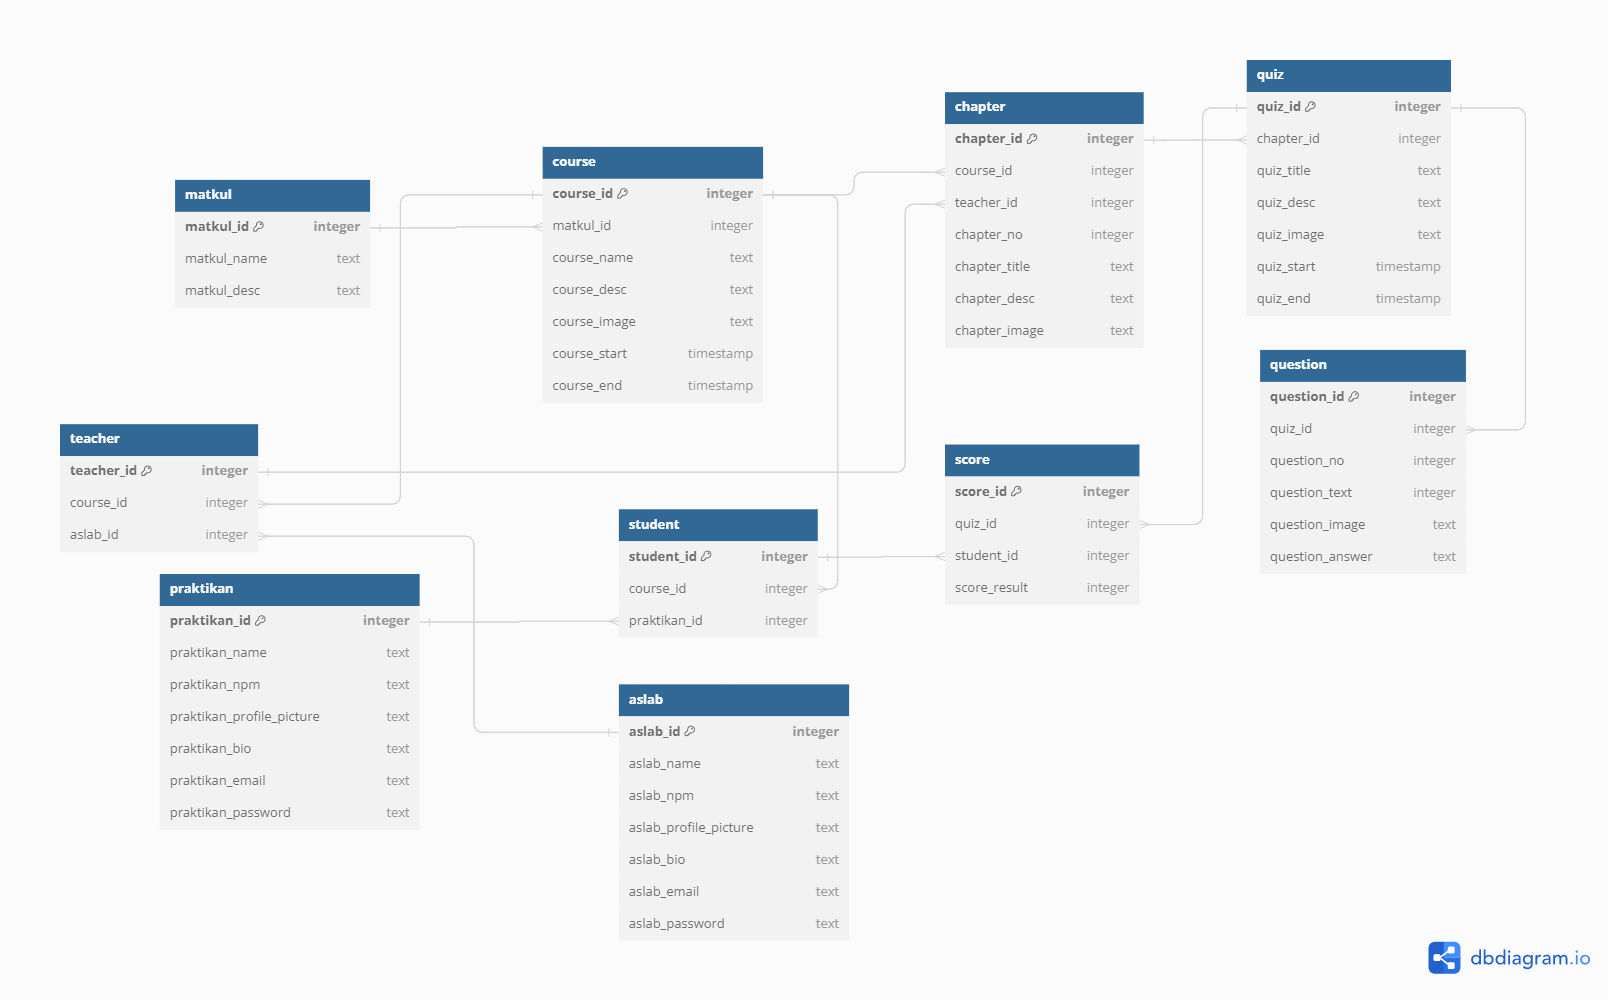 matkul
matkul_id integer
matkul_name text
matkul_desc text
course
course_id integer
matkul_id integer
course_name text
course_desc text
course_image text
course_start timestamp
course_end timestamp
chapter
chapter_id integer
course_id integer
teacher_id integer
chapter_no integer
chapter_title text
chapter_desc text
chapter_image text
quiz
quiz_id integer
chapter_id integer
quiz_title text
quiz_desc text
quiz_image text
quiz_start timestamp
quiz_end timestamp
question
question_id integer
quiz_id integer
question_no integer
question_text integer
question_image text
question_answer text
teacher
teacher_id integer
course_id integer
aslab_id integer
score
score_id integer
quiz_id integer
student_id integer
score_result integer
student
student_id integer
course_id integer
praktikan_id integer
praktikan
praktikan_id integer
praktikan_name text
praktikan_npm text
praktikan_profile_picture text
praktikan_bio text
praktikan_email text
praktikan_password text
aslab
aslab_id integer
aslab_name text
aslab_npm text
aslab_profile_picture text
aslab_bio text
aslab_email text
aslab_password text
dbdiagram.io